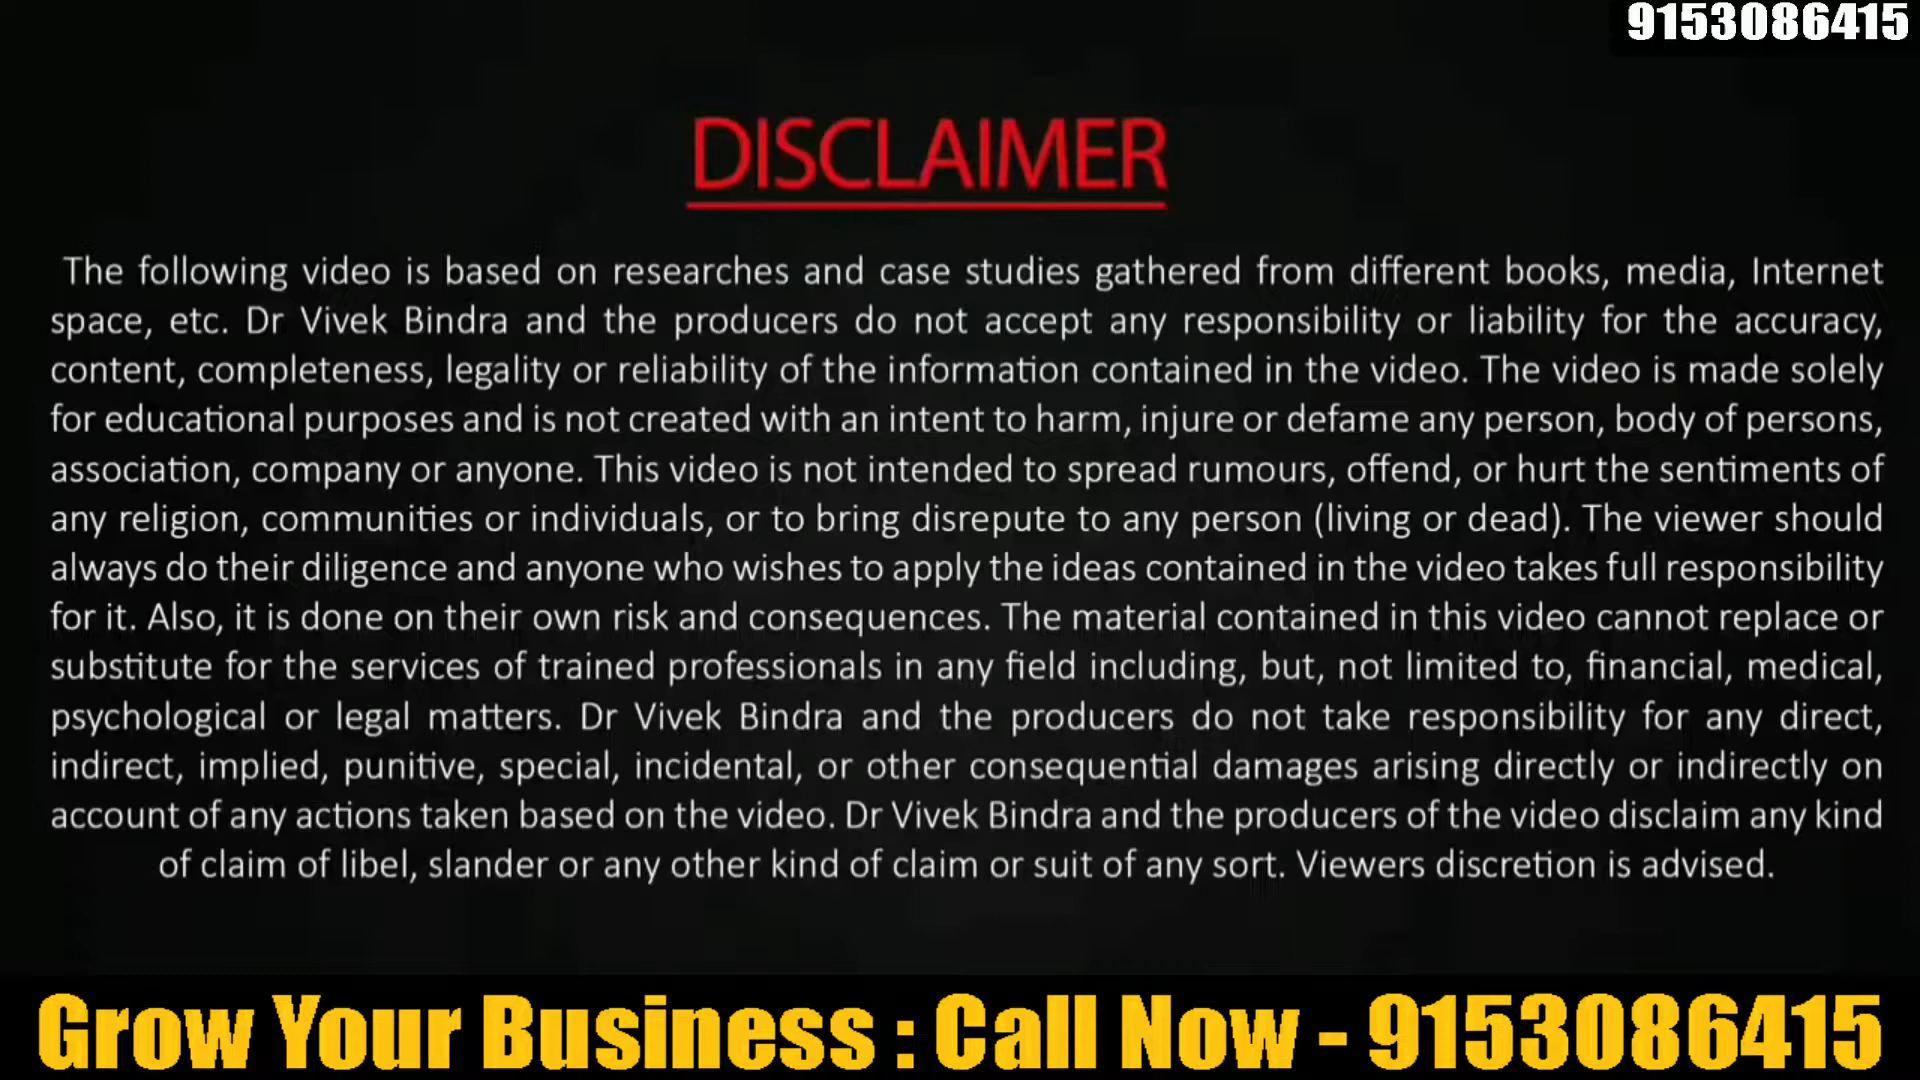 9153086415
DISCLAIMER
The following video is based on researches and case studies gathered from different books, media, Internet
space, etc. Dr Vivek Bindra and the producers do not accept any responsibility or liability for the accuracy,
content, completeness, legality or reliability of the information contained in the video. The video is made solely
for educational purposes and is not created with an intent to harm, injure or defame any person, body of persons,
association, company or anyone. This video is not intended to spread rumours, offend, or hurt the sentiments of
any religion, communities or individuals, or to bring disrepute to any person (living or dead). The viewer should
always do their diligence and anyone who wishes to apply the ideas contained in the video takes full responsibility
for it. Also, it is done on their own risk and consequences. The material contained in this video cannot replace or
substitute for the services of trained professionals in any field including, but, not limited to, financial, medical,
psychological or legal matters. Dr Vivek Bindra and the producers do not take responsibility for any direct,
indirect, implied, punitive, special, incidental, or other consequential damages arising directly or indirectly on
account of any actions taken based on the video. Dr Vivek Bindra and the producers of the video disclaim any kind
of claim of libel, slander or any other kind of claim or suit of any sort. Viewers discretion is advised.
Grow Your Business : Call Now - 9153086415